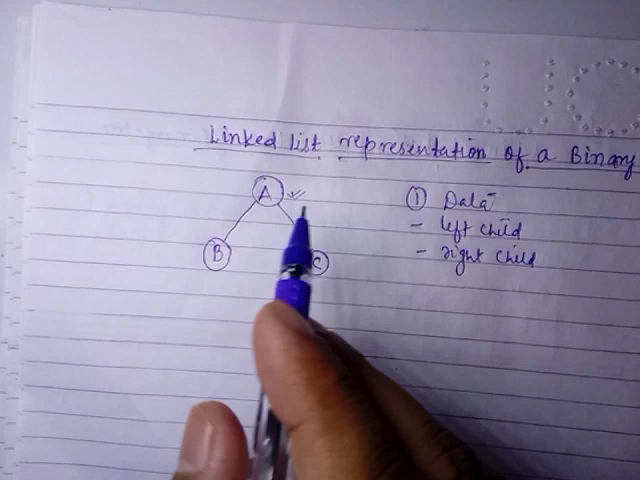 Linked list representation of a Binary
A
① Data
- left child
B
- right child
C